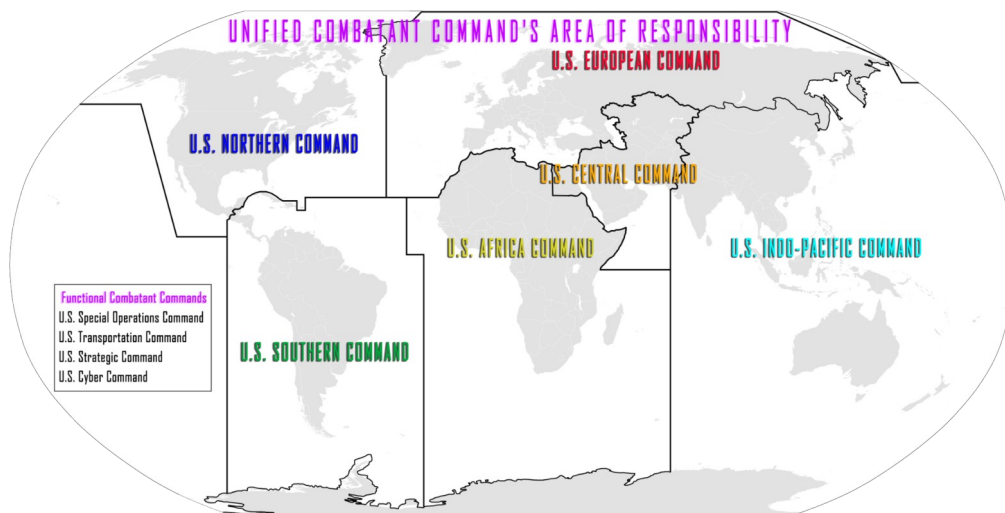 UNIFIED COMBATANT COMMAND'S AREA OF RESPONSIBILITY
U.S. EUROPEAN COMMAND
U.S. NORTHERN COMMAND
U.S. CENTRAL COMMAND
U.S. AFRICA COMMAND
U.S. INDO-PACIFIC COMMAND
Functional Combatant Commands
U.S. Special Operations Command
U.S. Transportation Command
U.S. Strategic Command
U.S. Cyber Command
U.S. SOUTHERN COMMAND